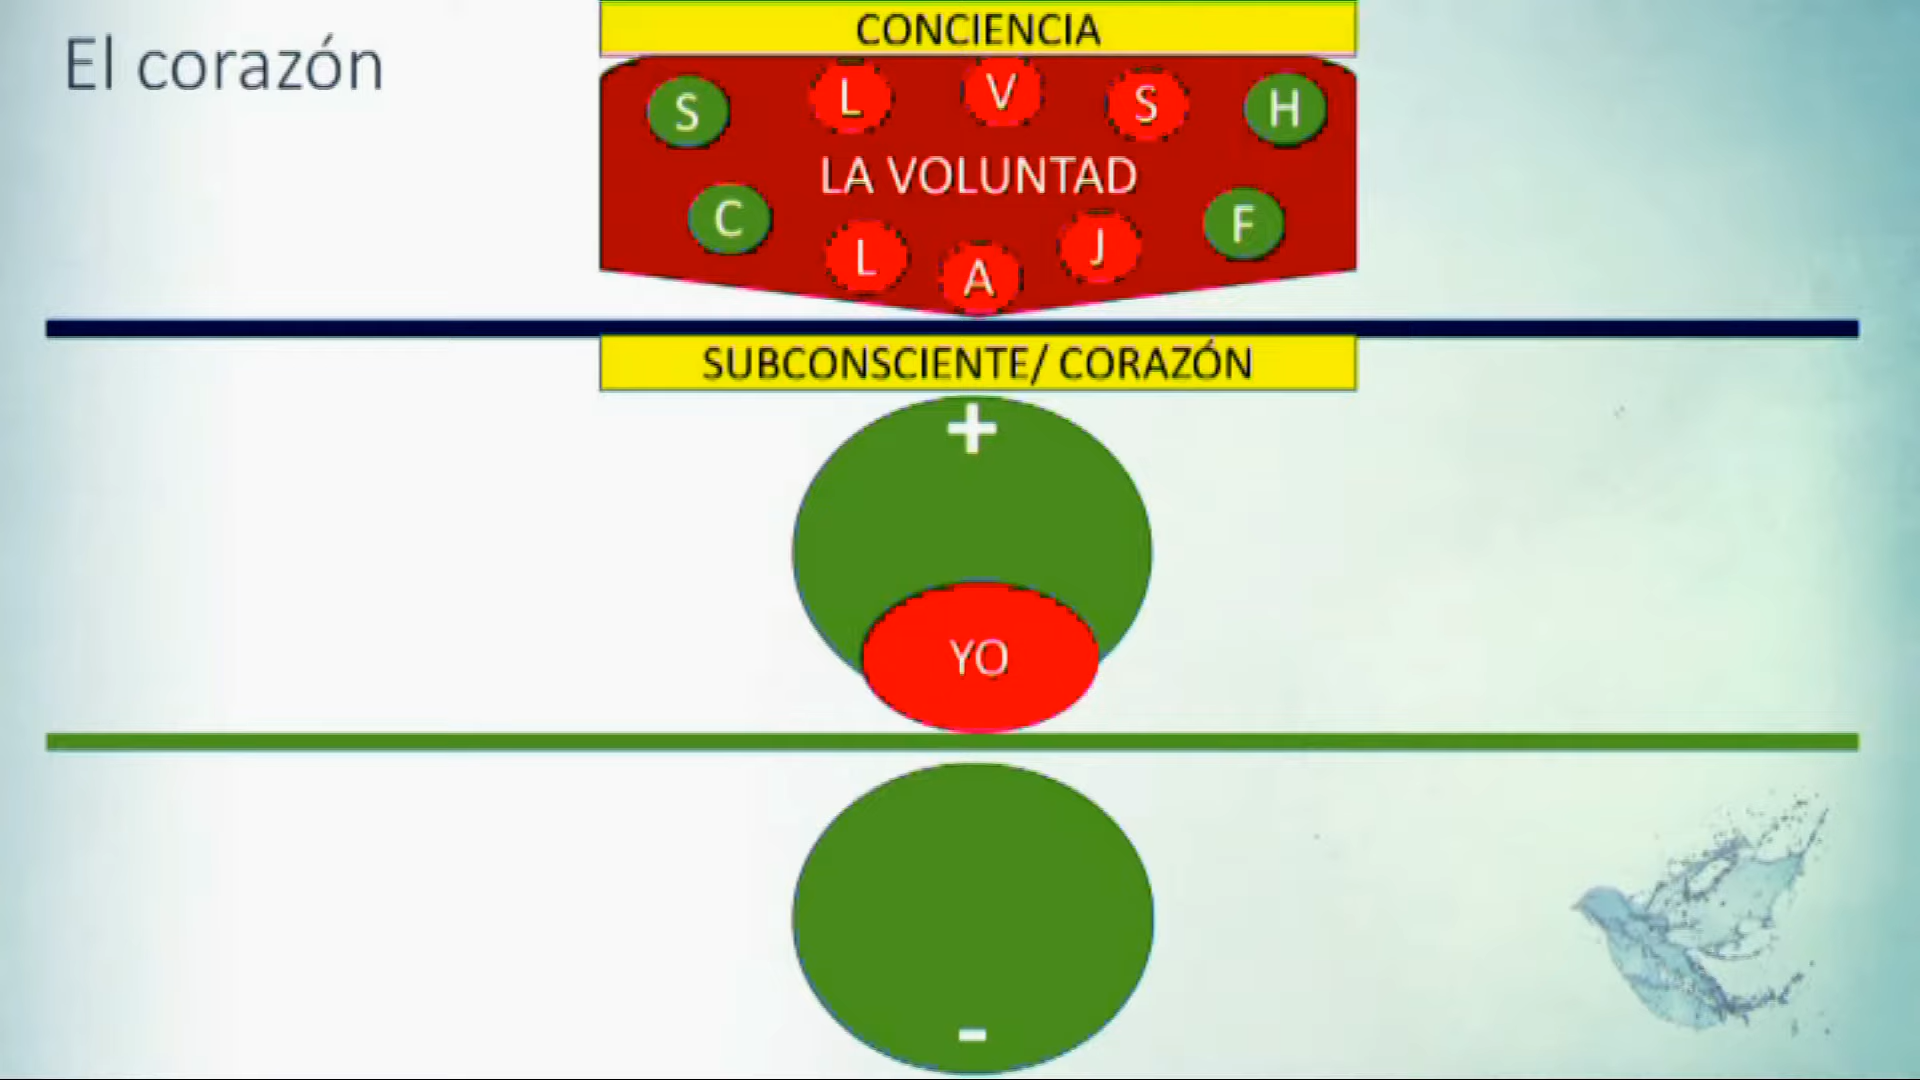 El corazón
CONCIENCIA
S L V S H
LA VOLUNTAD
C L A J F
SUBCONSCIENTE/ CORAZÓN
+
YO
-